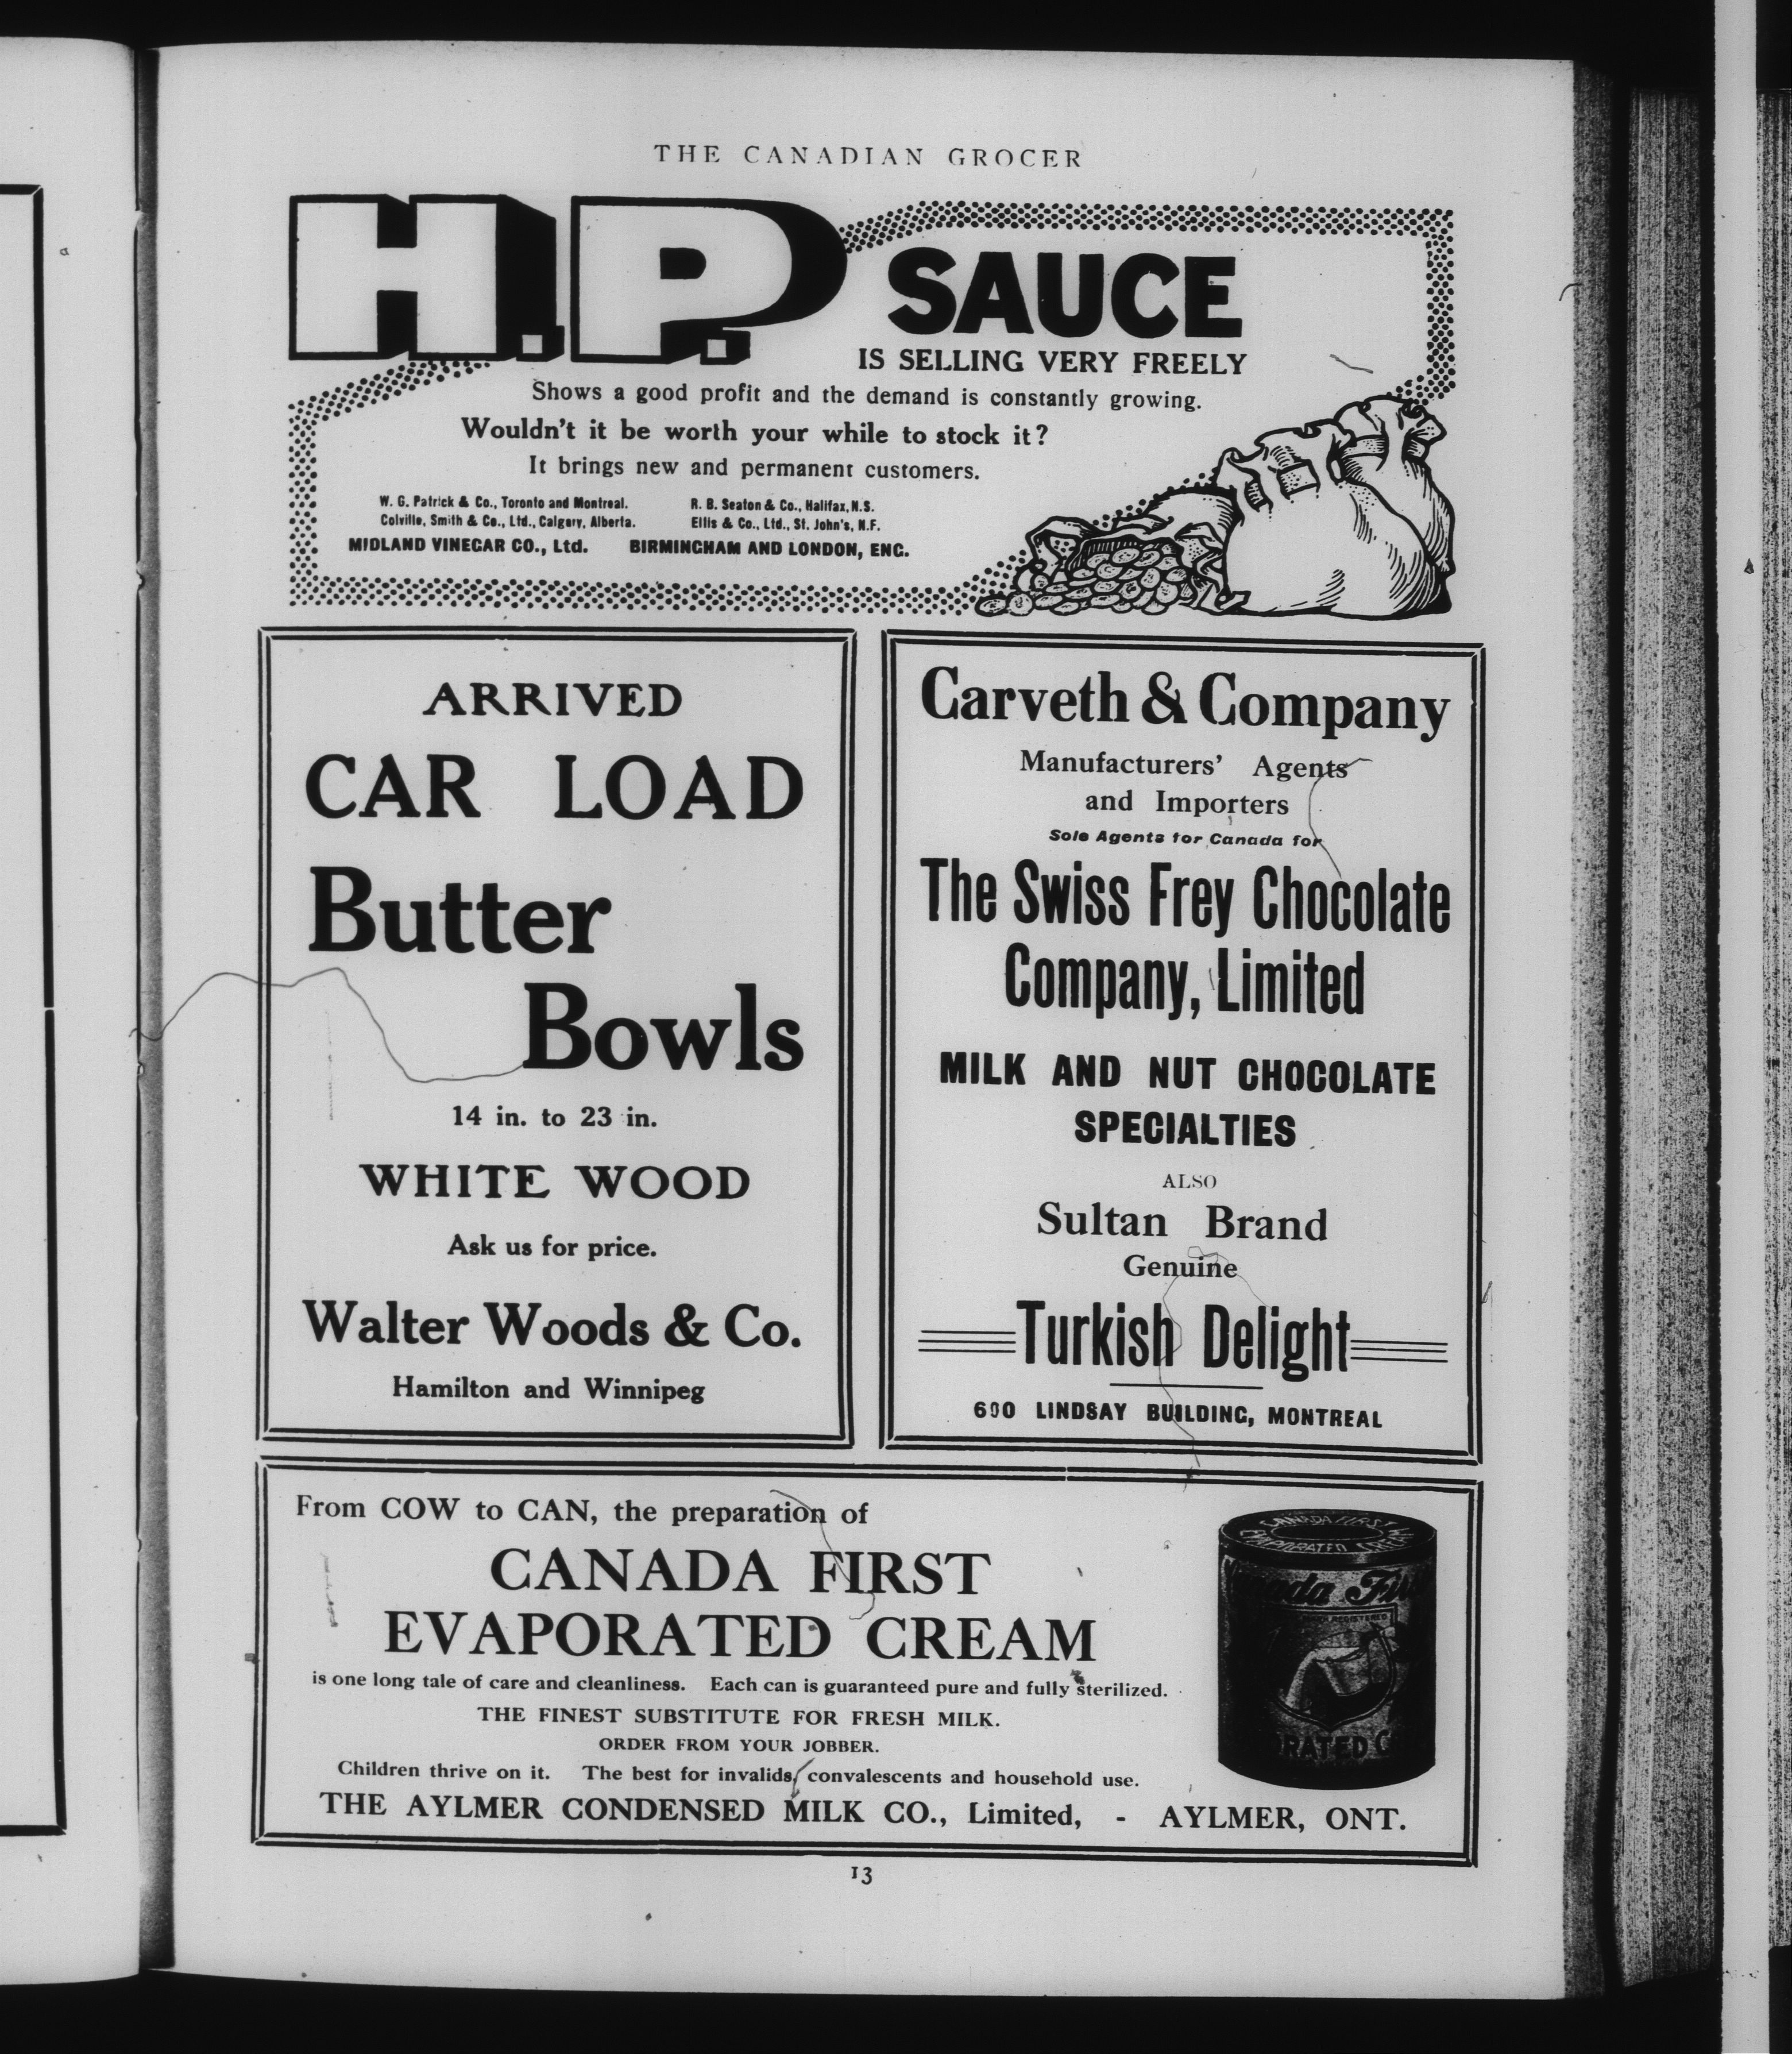 THE CANADIAN GROCER
H.P. SAUCE
IS SELLING VERY FREELY
Shows a good profit and the demand is constantly growing.
Wouldn't it be worth your while to stock it?
It brings new and permanent customers.
W. G. Patrick & Co., Toronto and Montreal.
Colville, Smith & Co., Ltd., Calgary, Alberta.
R. B. Seaton & Co., Halifax, N.S.
Ellis & Co., Ltd., St. John's, N.F.
MIDLAND VINEGAR CO., Ltd. BIRMINGHAM AND LONDON, ENG.
ARRIVED
CAR LOAD
Butter
Bowls
14 in. to 23 in.
WHITE WOOD
Ask us for price.
Walter Woods & Co.
Hamilton and Winnipeg
Carveth & Company
Manufacturers' Agents
and Importers
Sole Agents for Canada for
The Swiss Frey Chocolate
Company, Limited
MILK AND NUT CHOCOLATE
SPECIALTIES
ALSO
Sultan Brand
Genuine
Turkish Delight
600 LINDSAY BUILDING, MONTREAL
From COW to CAN, the preparation of
CANADA FIRST
EVAPORATED CREAM
is one long tale of care and cleanliness. Each can is guaranteed pure and fully sterilized.
THE FINEST SUBSTITUTE FOR FRESH MILK.
ORDER FROM YOUR JOBBER.
Children thrive on it. The best for invalids, convalescents and household use.
THE AYLMER CONDENSED MILK CO., Limited, - AYLMER, ONT.
CANADA FIRST
EVAPORATED CREAM
nada Fir
REGISTERED
RATED C
13